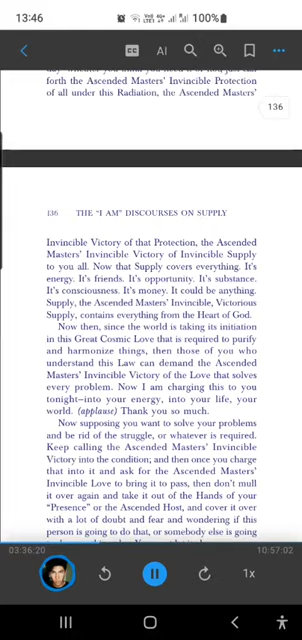 13:46
Vo) 4G+ LTE1 100%
CC AI
forth the Ascended Masters' Invincible Protection
of all under this Radiation, the Ascended Masters'
136
136 THE "I AM" DISCOURSES ON SUPPLY
Invincible Victory of that Protection, the Ascended
Masters' Invincible Victory of Invincible Supply
to you all. Now that Supply covers everything. It's
energy. It's friends. It's opportunity. It's substance.
It's consciousness. It's money. It could be anything.
Supply, the Ascended Masters' Invincible, Victorious
Supply, contains everything from the Heart of God.
Now then, since the world is taking its initiation
in this Great Cosmic Love that is required to purify
and harmonize things, then those of you who
understand this Law can demand the Ascended
Masters' Invincible Victory of the Love that solves
every problem. Now I am charging this to you
tonight—into your energy, into your life, your
world. (applause) Thank you so much.
Now supposing you want to solve your problems
and be rid of the struggle, or whatever is required.
Keep calling the Ascended Masters' Invincible
Victory into the condition; and then once you charge
that into it and ask for the Ascended Masters'
Invincible Love to bring it to pass, then don't mull
it over again and take it out of the Hands of your
"Presence" or the Ascended Host, and cover it over
with a lot of doubt and fear and wondering if this
person is going to do that, or somebody else is going
03:36:20 10:57:02
1x